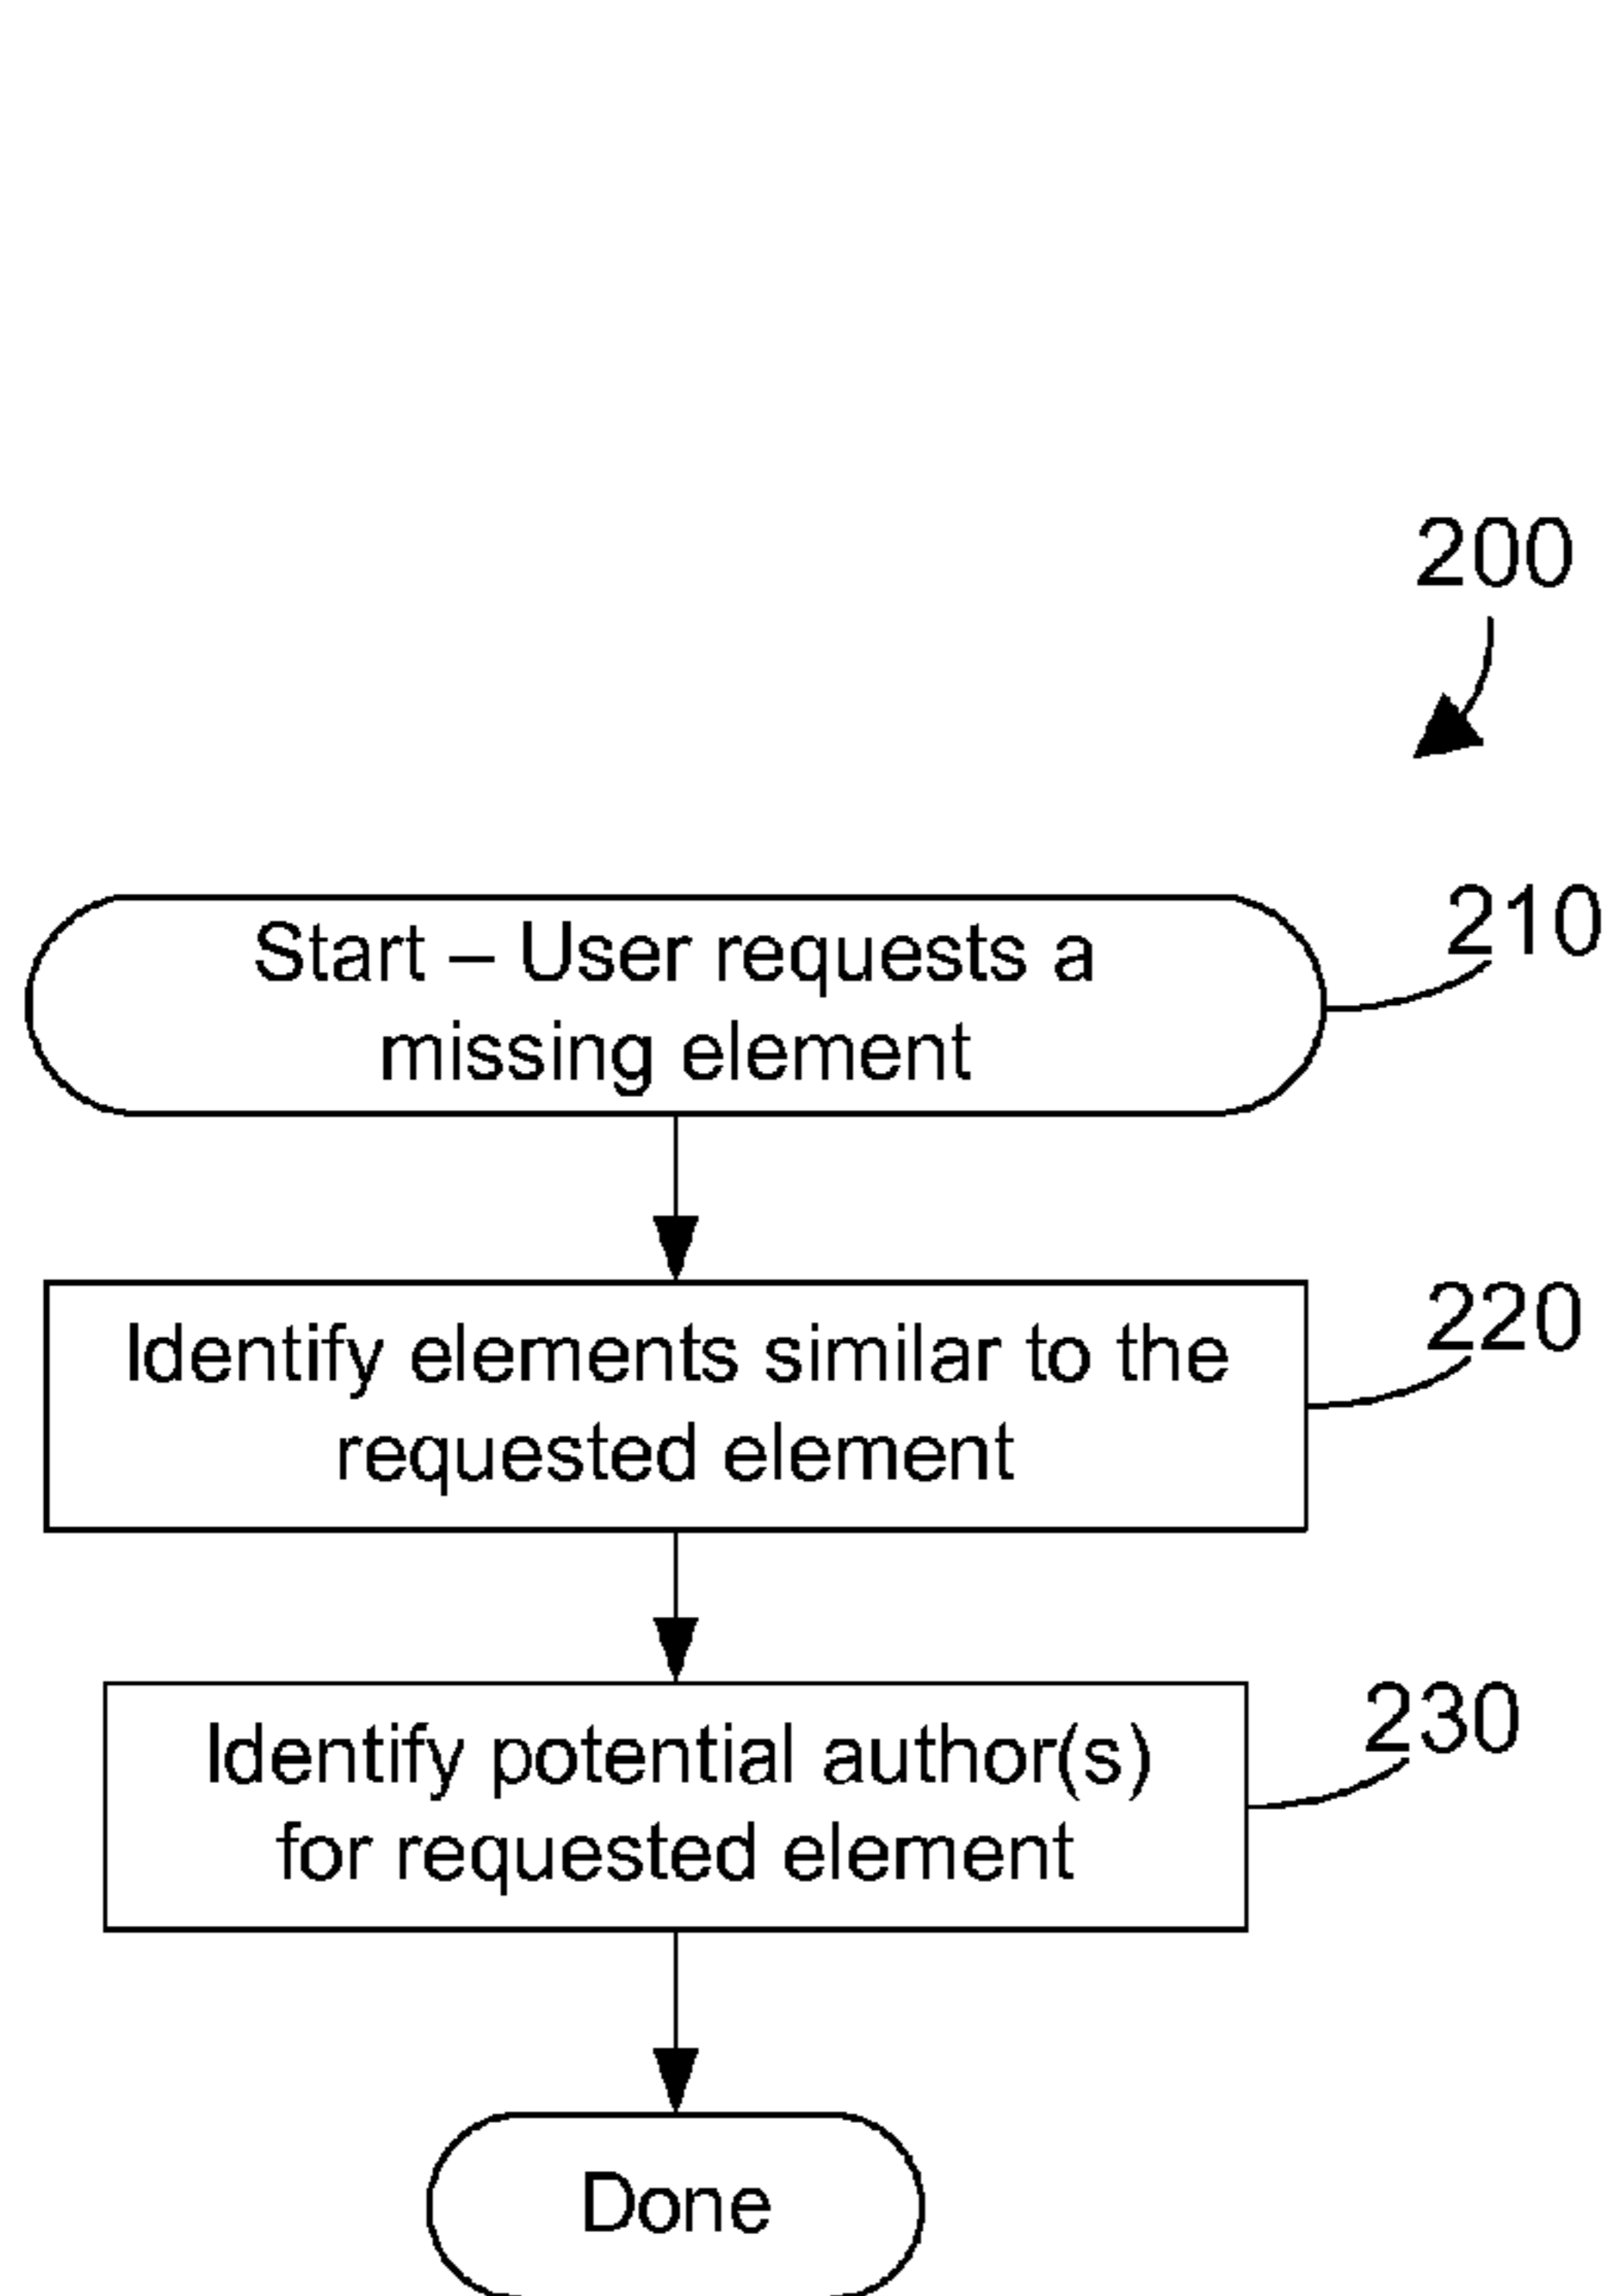 200
210
Start – User requests a
missing element
220
Identify elements similar to the
requested element
230
Identify potential author(s)
for requested element
Done